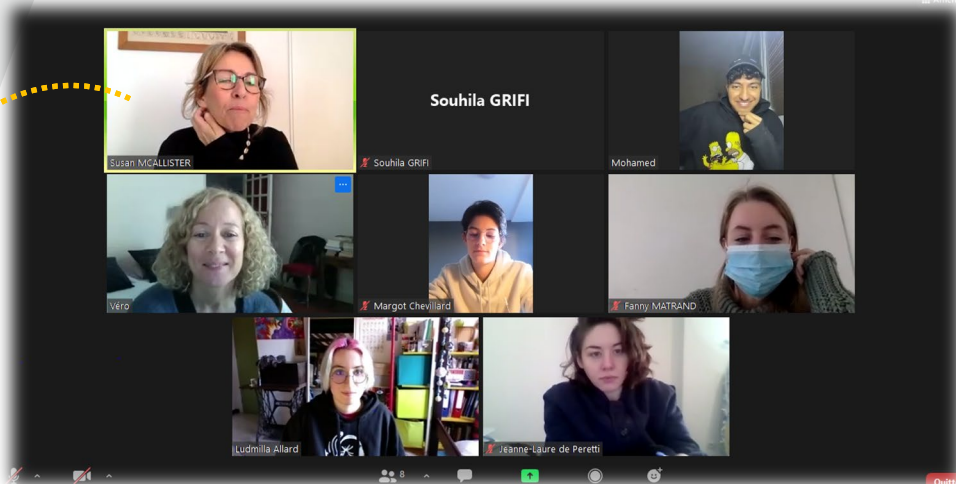 Souhila GRIFI
Susan MCALLISTER
Souhila GRIFI
Mohamed
Véro
Margot Chevillard
Fanny MATRAND
Ludmilla Allard
Jeanne-Laure de Peretti
8